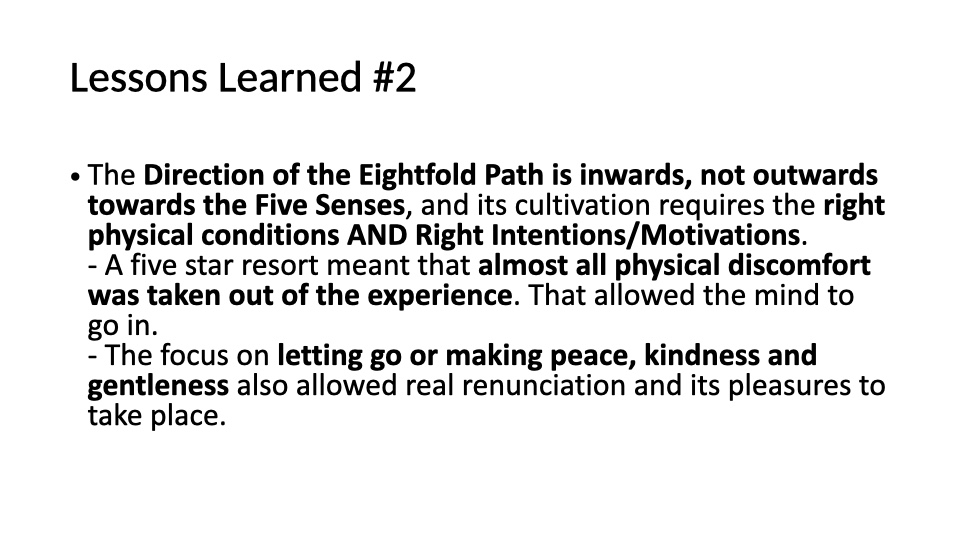 Lessons Learned #2
• The Direction of the Eightfold Path is inwards, not outwards
towards the Five Senses, and its cultivation requires the right
physical conditions AND Right Intentions/Motivations.
- A five star resort meant that almost all physical discomfort
was taken out of the experience. That allowed the mind to
go in.
- The focus on letting go or making peace, kindness and
gentleness also allowed real renunciation and its pleasures to
take place.